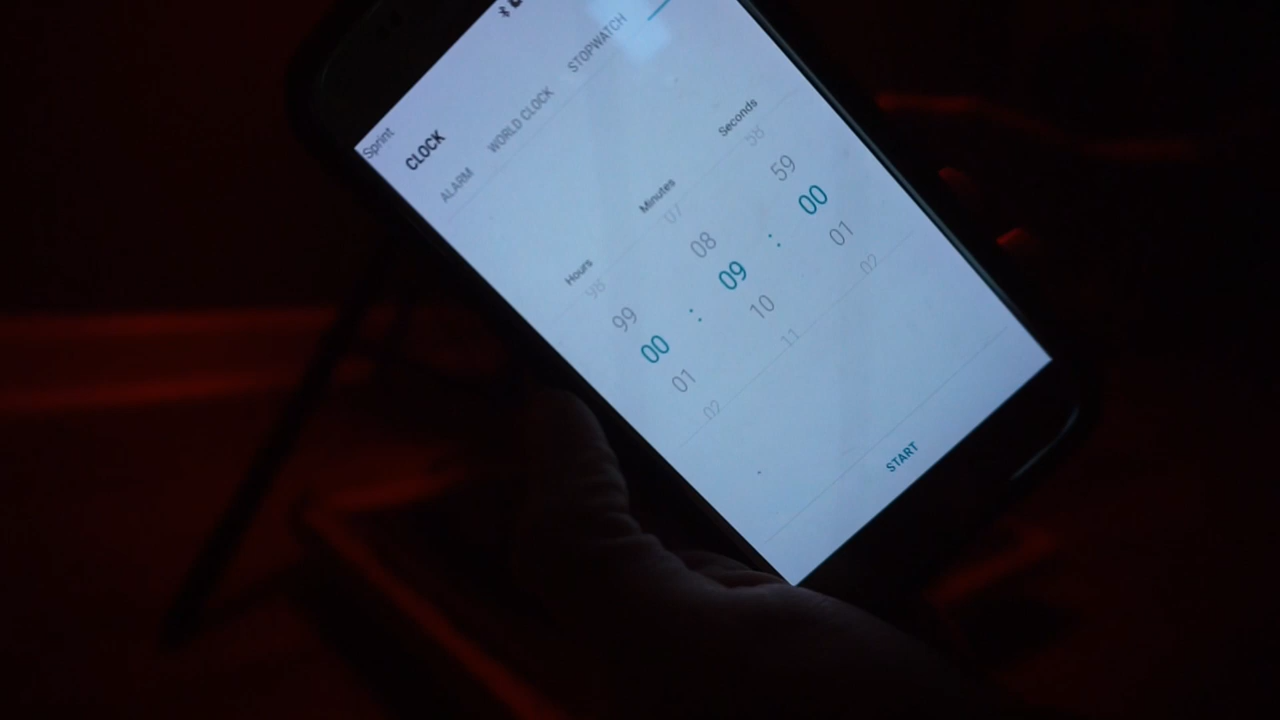 Sprint
CLOCK
ALARM WORLD CLOCK STOPWATCH
Hours Minutes Seconds
98 07 58
99 08 59
00 : 09 : 00
01 10 01
02 11 02
START